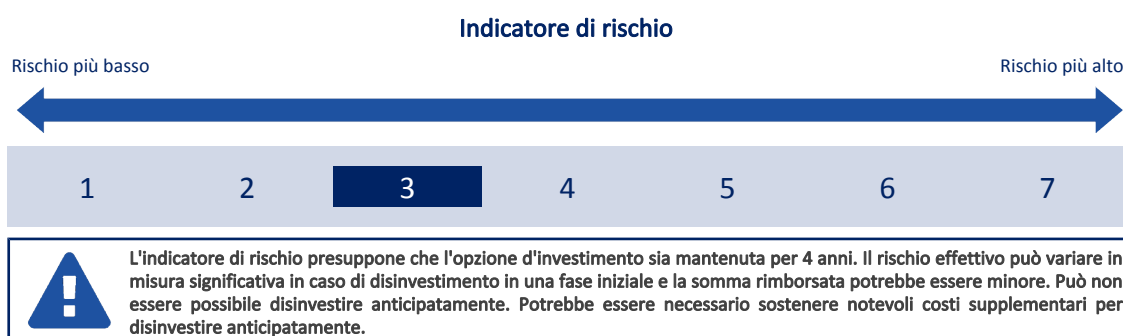 Indicatore di rischio
Rischio più basso
Rischio più alto
1 2 3 4 5 6 7
L'indicatore di rischio presuppone che l'opzione d'investimento sia mantenuta per 4 anni. Il rischio effettivo può variare in
misura significativa in caso di disinvestimento in una fase iniziale e la somma rimborsata potrebbe essere minore. Può non
essere possibile disinvestire anticipatamente. Potrebbe essere necessario sostenere notevoli costi supplementari per
disinvestire anticipatamente.